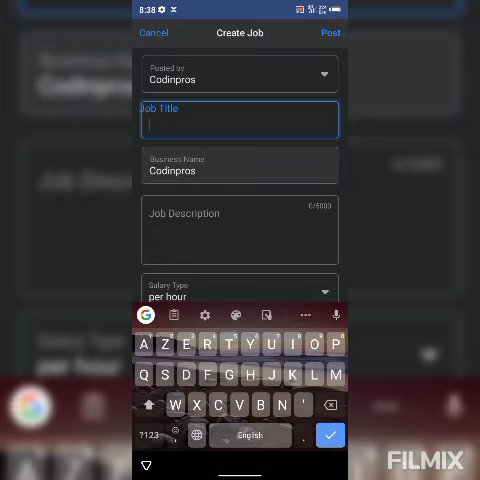 8:38
Cancel Create Job Post
Posted by
Codinpros
Job Title
Business Name
Codinpros
0/5000
Job Description
Salary Type
per hour
A Z E R T Y U I O P
Q S D F G H J K L M
W X C V B N '
?123 , English .
FILMIX